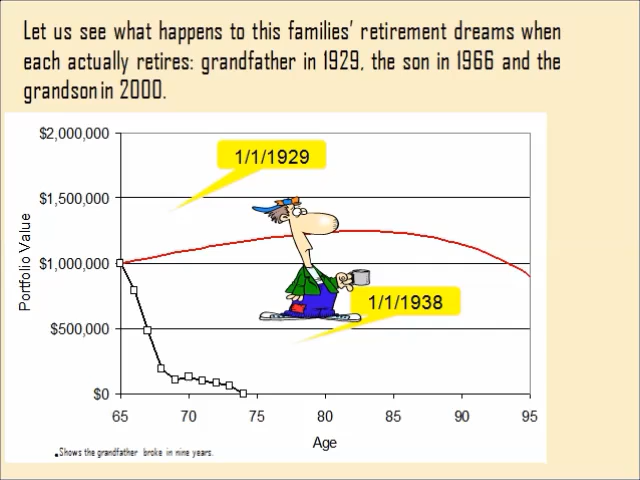 Let us see what happens to this families’ retirement dreams when
each actually retires: grandfather in 1929, the son in 1966 and the
grandson in 2000.
$2,000,000
1/1/1929
$1,500,000
Portfolio Value
$1,000,000
1/1/1938
$500,000
$0
65 70 75 80 85 90 95
Age
•Shows the grandfather broke in nine years.